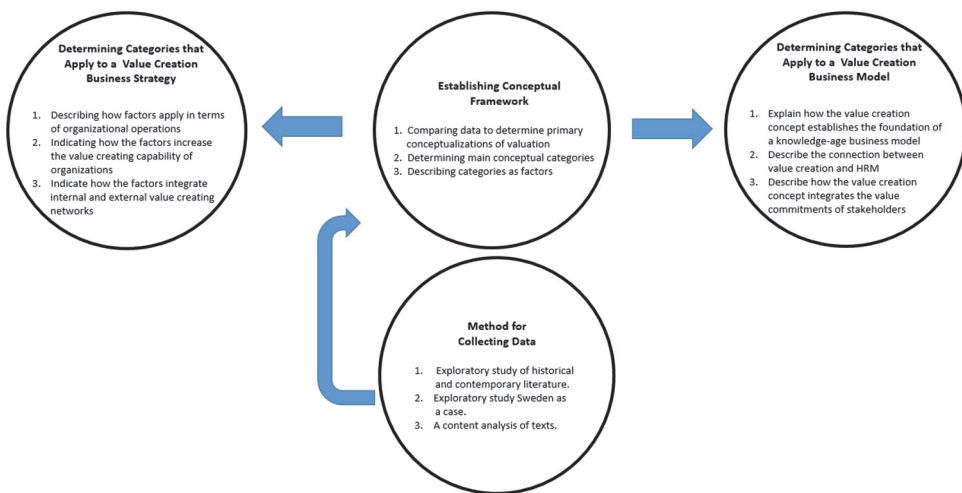 Determining Categories that
Apply to a Value Creation
Business Strategy
1. Describing how factors apply in terms
of organizational operations
2. Indicating how the factors increase
the value creating capability of
organizations
3. Indicate how the factors integrate
internal and external value creating
networks
Establishing Conceptual
Framework
1. Comparing data to determine primary
conceptualizations of valuation
2. Determining main conceptual categories
3. Describing categories as factors
Determining Categories that
Apply to a Value Creation
Business Model
1. Explain how the value creation
concept establishes the foundation of
a knowledge-age business model
2. Describe the connection between
value creation and HRM
3. Describe how the value creation
concept integrates the value
commitments of stakeholders
Method for
Collecting Data
1. Exploratory study of historical
and contemporary literature.
2. Exploratory study Sweden as
a case.
3. A content analysis of texts.